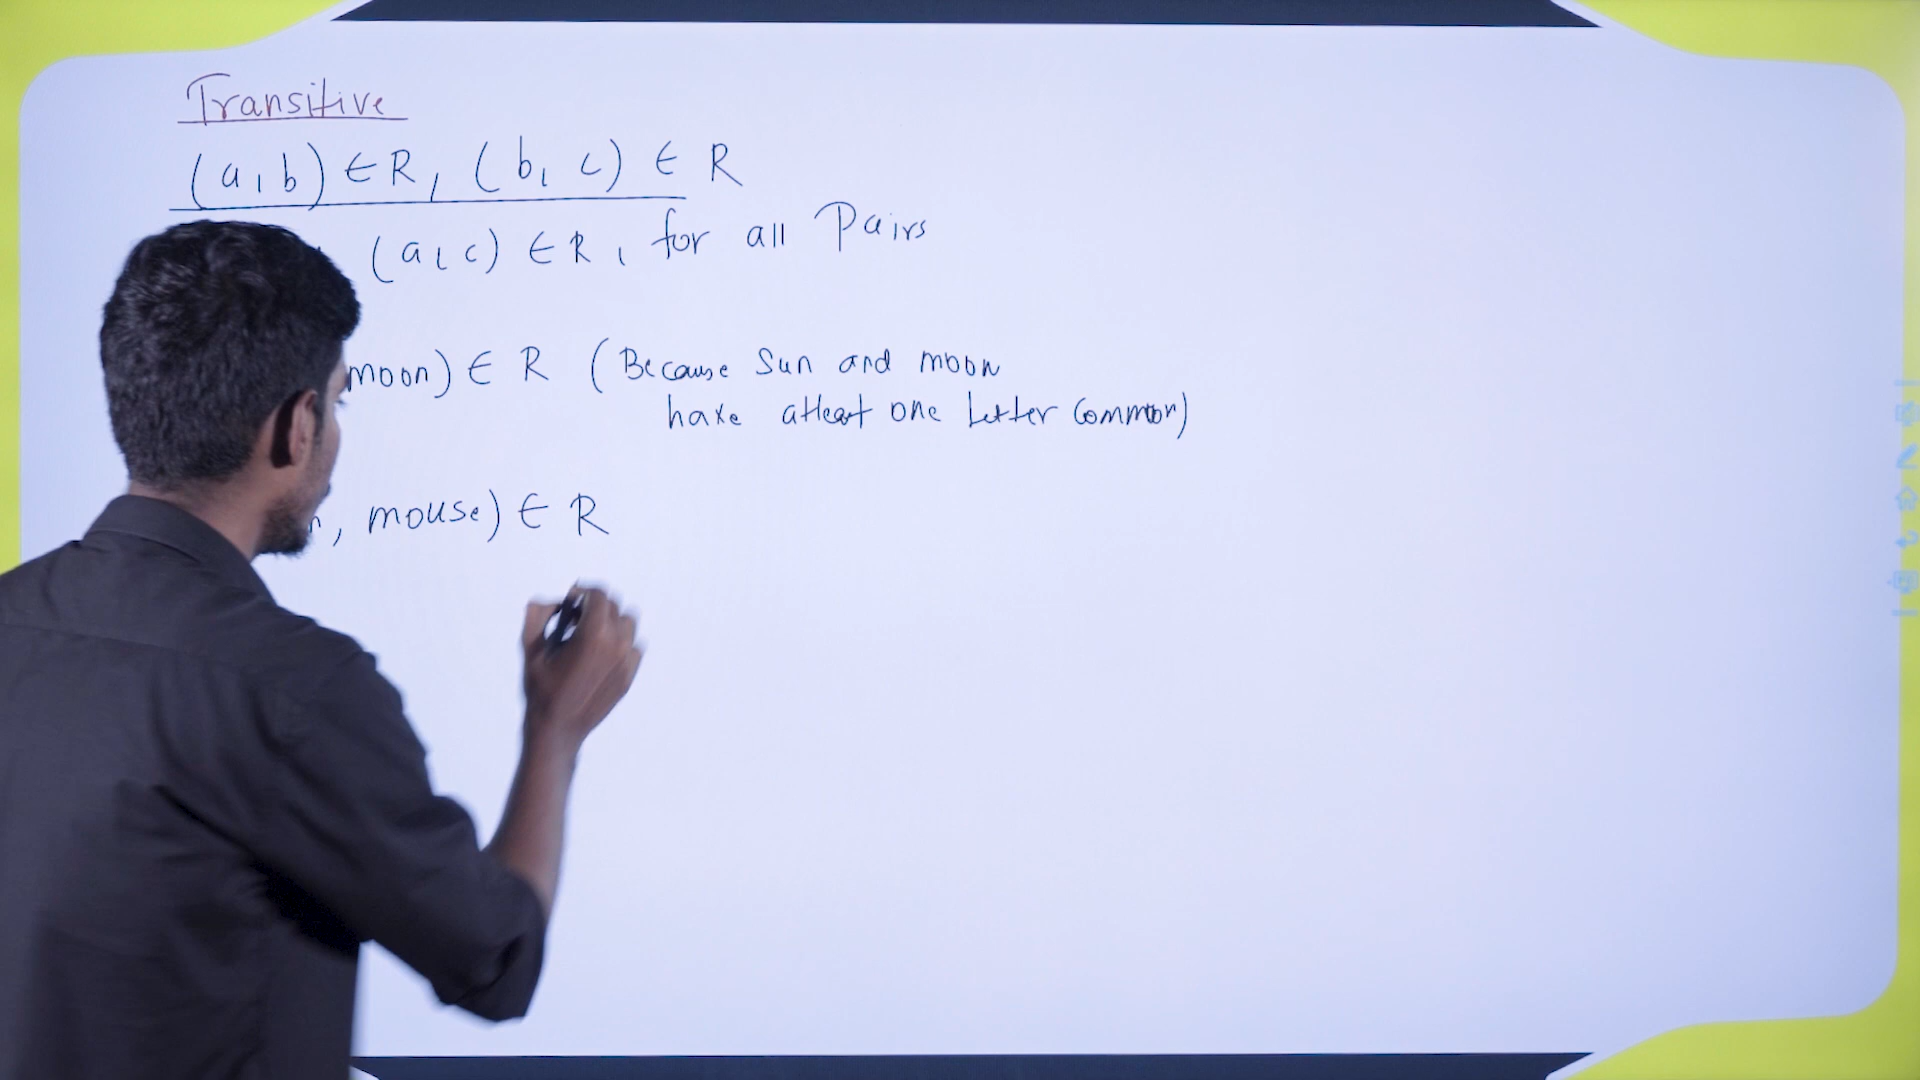 Transitive
(a, b) ∈ R, (b, c) ∈ R
(a, c) ∈ R, for all Pairs
moon) ∈ R (Because Sun and moon
have atleast one Letter Common)
, mouse) ∈ R